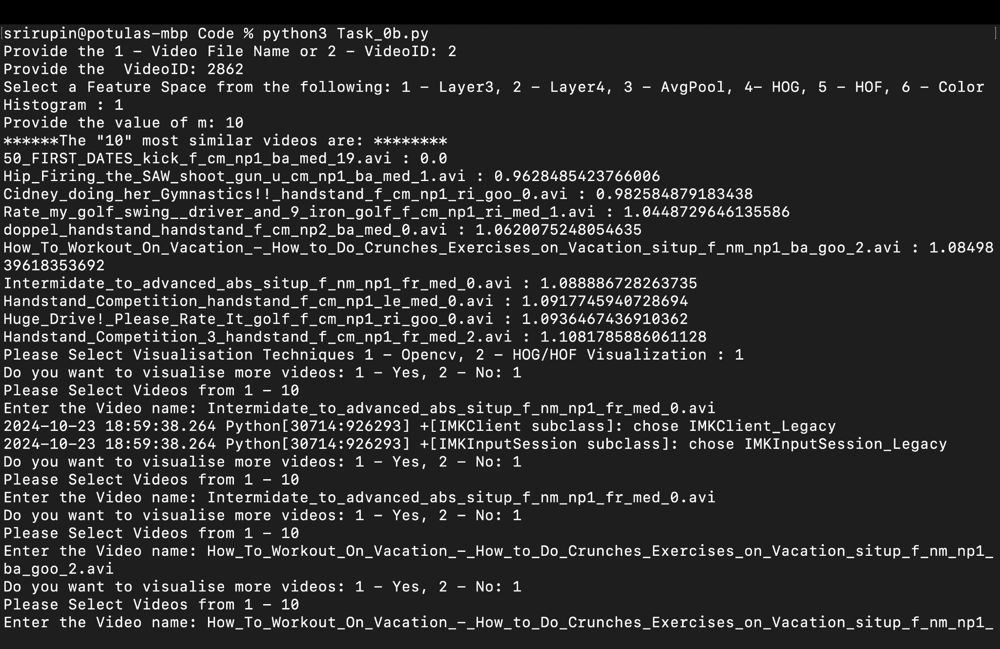 [srirupin@potulas-mbp Code % python3 Task_0b.py ]
Provide the 1 - Video File Name or 2 - VideoID: 2
Provide the  VideoID: 2862
Select a Feature Space from the following: 1 - Layer3, 2 - Layer4, 3 - AvgPool, 4- HOG, 5 - HOF, 6 - Color
Histogram : 1
Provide the value of m: 10
******The "10" most similar videos are: ********
50_FIRST_DATES_kick_f_cm_np1_ba_med_19.avi : 0.0
Hip_Firing_the_SAW_shoot_gun_u_cm_np1_ba_med_1.avi : 0.9628485423766006
Cidney_doing_her_Gymnastics!!_handstand_f_cm_np1_ri_goo_0.avi : 0.982584879183438
Rate_my_golf_swing__driver_and_9_iron_golf_f_cm_np1_ri_med_1.avi : 1.0448729646135586
doppel_handstand_handstand_f_cm_np2_ba_med_0.avi : 1.0620075248054635
How_To_Workout_On_Vacation_-_How_to_Do_Crunches_Exercises_on_Vacation_situp_f_nm_np1_ba_goo_2.avi : 1.08498
39618353692
Intermidate_to_advanced_abs_situp_f_nm_np1_fr_med_0.avi : 1.088886728263735
Handstand_Competition_handstand_f_cm_np1_le_med_0.avi : 1.0917745940728694
Huge_Drive!_Please_Rate_It_golf_f_cm_np1_ri_goo_0.avi : 1.0936467436910362
Handstand_Competition_3_handstand_f_cm_np1_fr_med_2.avi : 1.1081785886061128
Please Select Visualisation Techniques 1 - Opencv, 2 - HOG/HOF Visualization : 1
Do you want to visualise more videos: 1 - Yes, 2 - No: 1
Please Select Videos from 1 - 10
Enter the Video name: Intermidate_to_advanced_abs_situp_f_nm_np1_fr_med_0.avi
2024-10-23 18:59:38.264 Python[30714:926293] +[IMKClient subclass]: chose IMKClient_Legacy
2024-10-23 18:59:38.264 Python[30714:926293] +[IMKInputSession subclass]: chose IMKInputSession_Legacy
Do you want to visualise more videos: 1 - Yes, 2 - No: 1
Please Select Videos from 1 - 10
Enter the Video name: Intermidate_to_advanced_abs_situp_f_nm_np1_fr_med_0.avi
Do you want to visualise more videos: 1 - Yes, 2 - No: 1
Please Select Videos from 1 - 10
Enter the Video name: How_To_Workout_On_Vacation_-_How_to_Do_Crunches_Exercises_on_Vacation_situp_f_nm_np1_
ba_goo_2.avi
Do you want to visualise more videos: 1 - Yes, 2 - No: 1
Please Select Videos from 1 - 10
Enter the Video name: How_To_Workout_On_Vacation_-_How_to_Do_Crunches_Exercises_on_Vacation_situp_f_nm_np1_